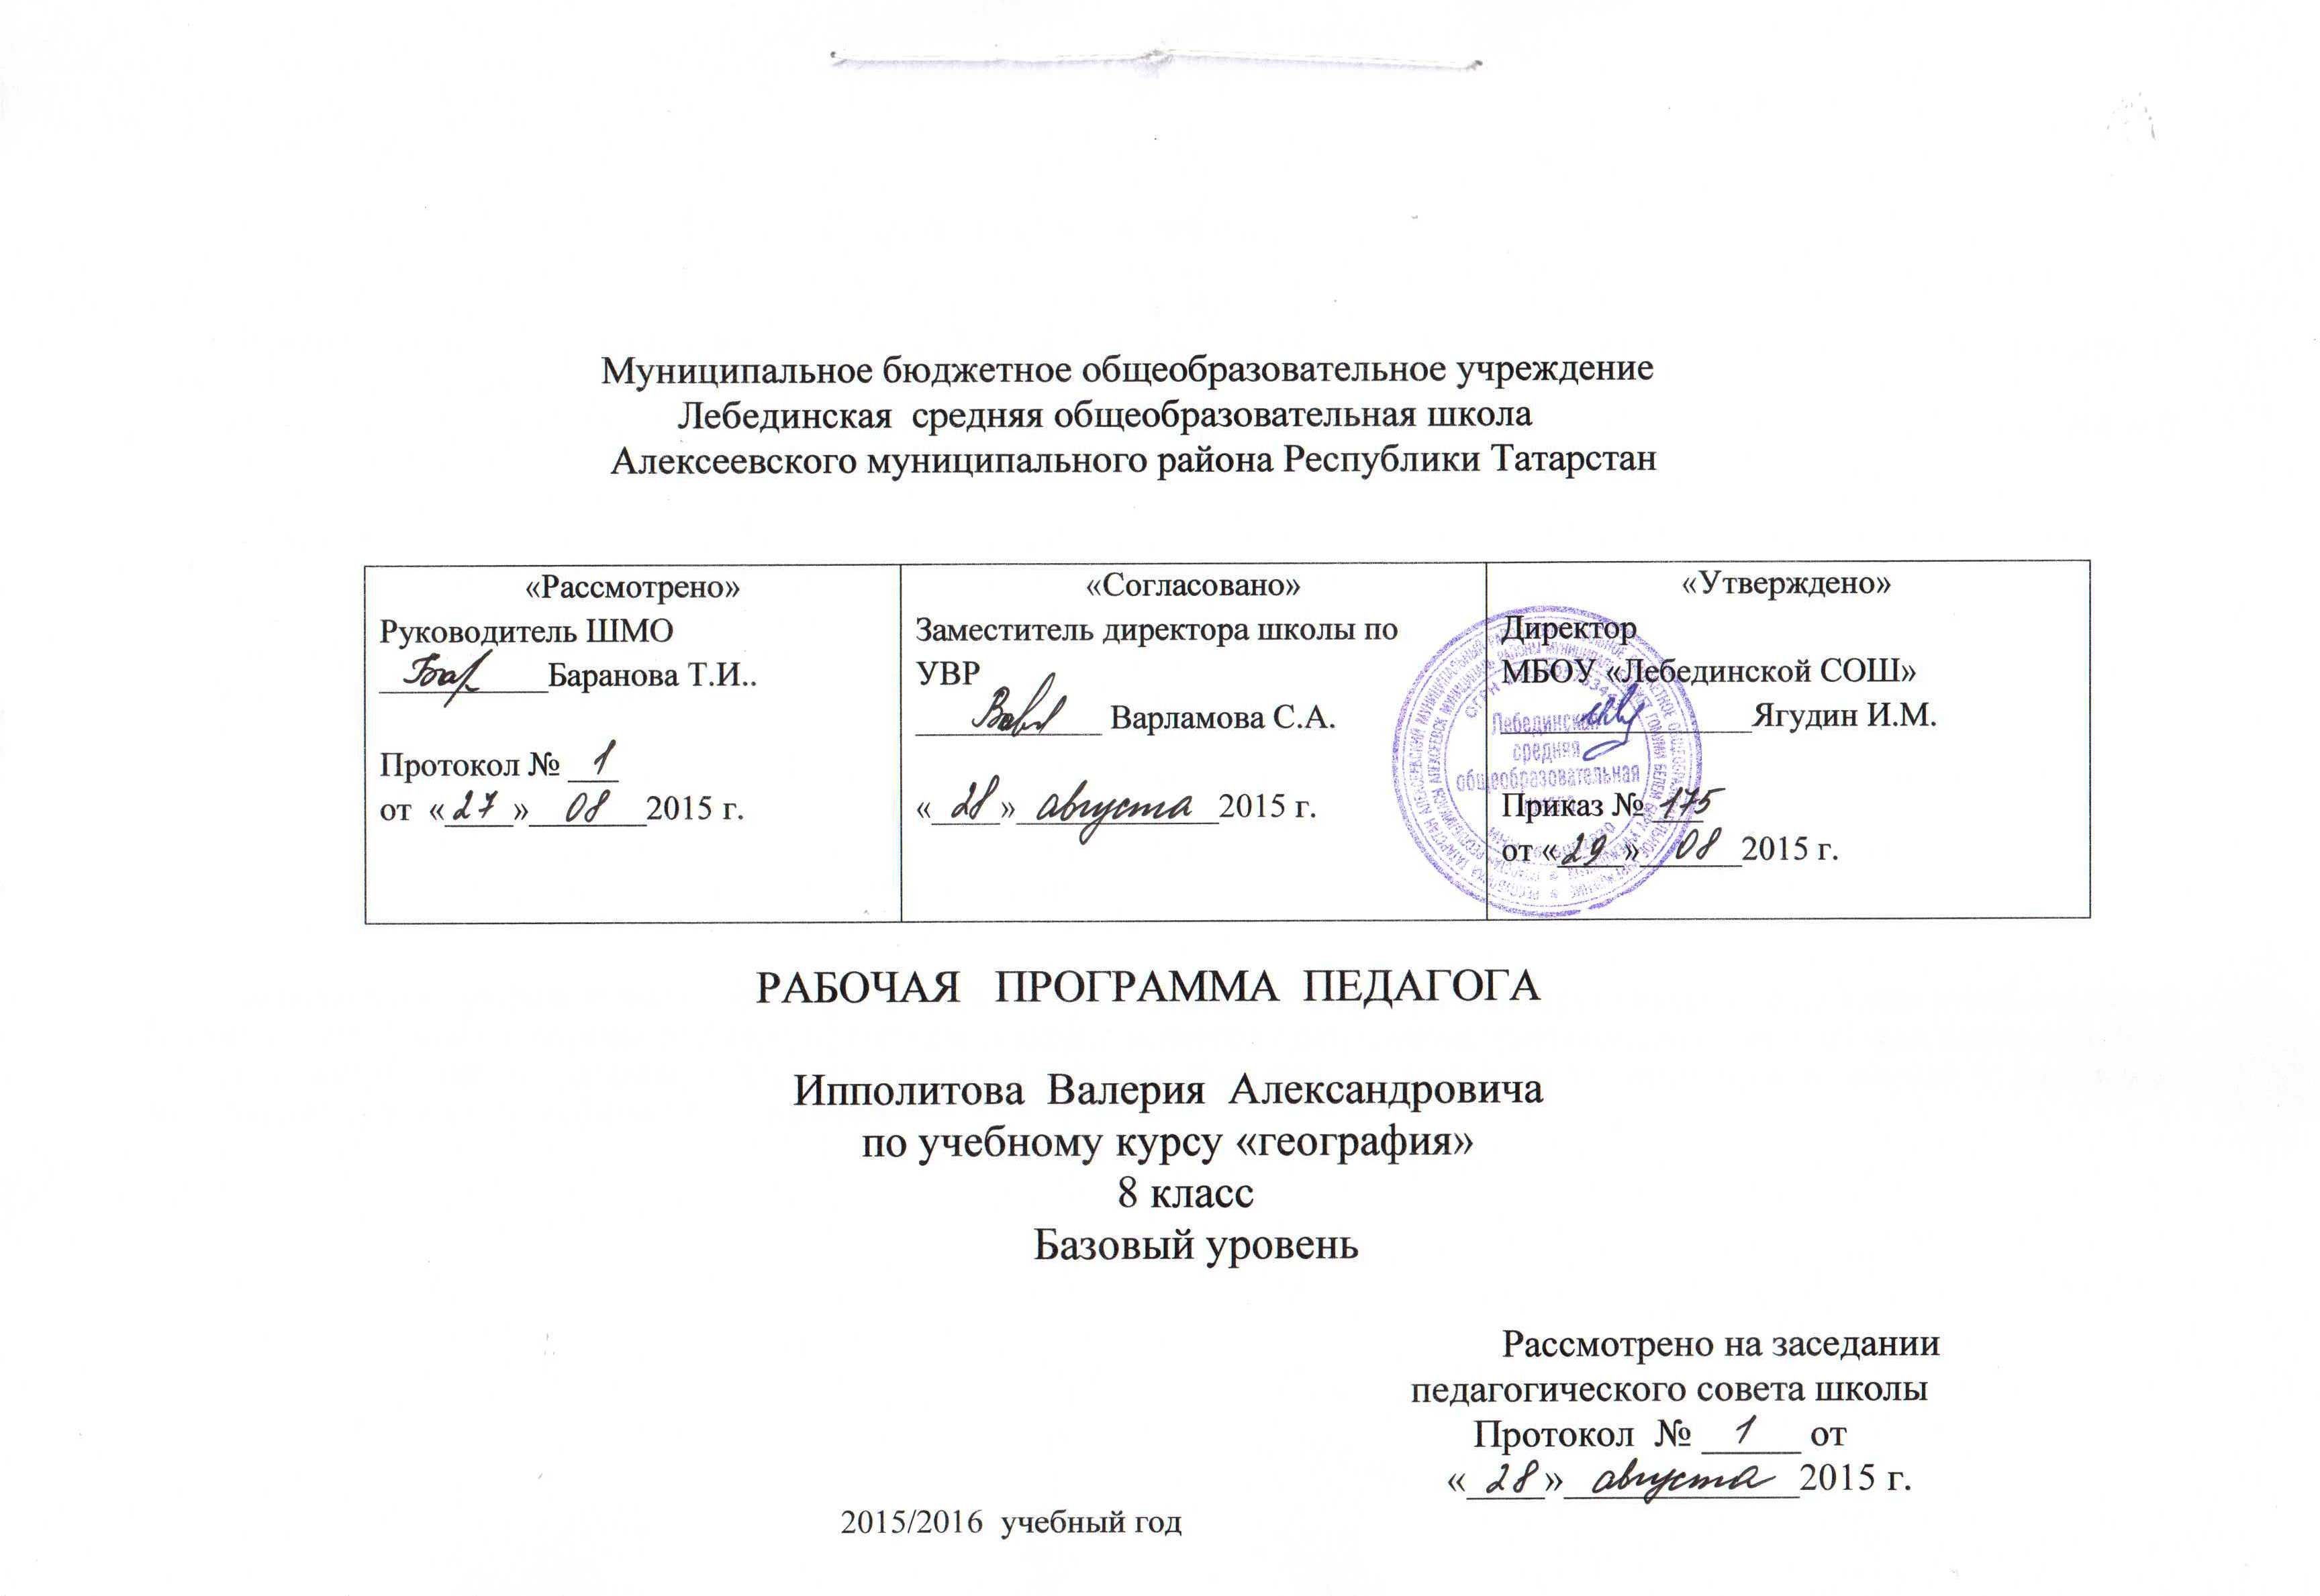 Муниципальное бюджетное общеобразовательное учреждение
Лебединская средняя общеобразовательная школа
Алексеевского муниципального района Республики Татарстан
«Рассмотрено»
Руководитель ШМО
Баранова Т.И..
Протокол № 1
от «27» 08 2015 г.
«Согласовано»
Заместитель директора школы по
УВР
Варламова С.А.
«28» августа 2015 г.
«Утверждено»
Директор
МБОУ «Лебединской СОШ»
Ягудин И.М.
Приказ № 175
от «29» 08 2015 г.
Лебединская
средняя
общеобразовательная
РАБОЧАЯ ПРОГРАММА ПЕДАГОГА
Ипполитова Валерия Александровича
по учебному курсу «география»
8 класс
Базовый уровень
Рассмотрено на заседании
педагогического совета школы
Протокол № 1 от
«28» августа 2015 г.
2015/2016 учебный год